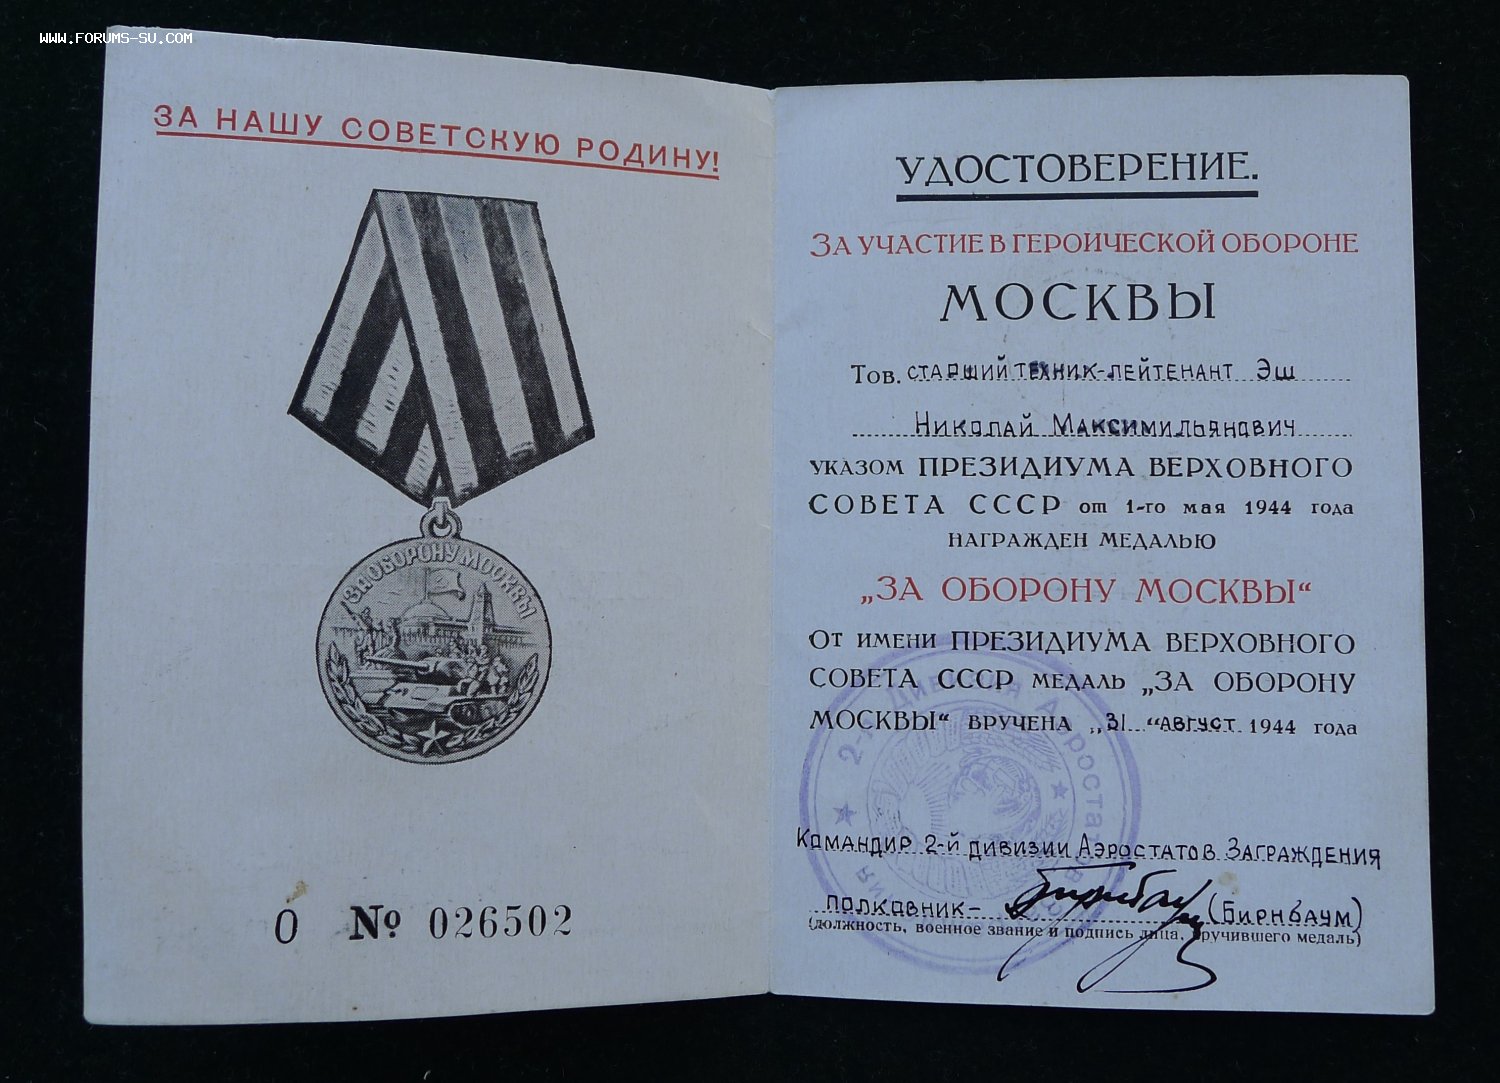 WWW.FORUMS-SU.COM
ЗА НАШУ СОВЕТСКУЮ РОДИНУ!
ЗА ОБОРОНУ МОСКВЫ
О № 026502
УДОСТОВЕРЕНИЕ.
ЗА УЧАСТИЕ В ГЕРОИЧЕСКОЙ ОБОРОНЕ
МОСКВЫ
Тов. СТАРШИЙ ТЕХНИК-ЛЕЙТЕНАНТ ЭШ
НИКОЛАЙ МАКСИМИЛЬЯНОВИЧ
УКАЗОМ ПРЕЗИДИУМА ВЕРХОВНОГО
СОВЕТА СССР от 1-го мая 1944 года
НАГРАЖДЕН МЕДАЛЬЮ
„ЗА ОБОРОНУ МОСКВЫ“
ОТ ИМЕНИ ПРЕЗИДИУМА ВЕРХОВНОГО
СОВЕТА СССР МЕДАЛЬ „ЗА ОБОРОНУ
МОСКВЫ“ ВРУЧЕНА „31“ АВГУСТ 1944 года
2-я Дивизия Аэростатов
КОМАНДИР 2-Й ДИВИЗИИ АЭРОСТАТОВ ЗАГРАЖДЕНИЯ
ПОЛКОВНИК- (БИРНБАУМ)
(должность, военное звание и подпись лица, вручившего медаль)